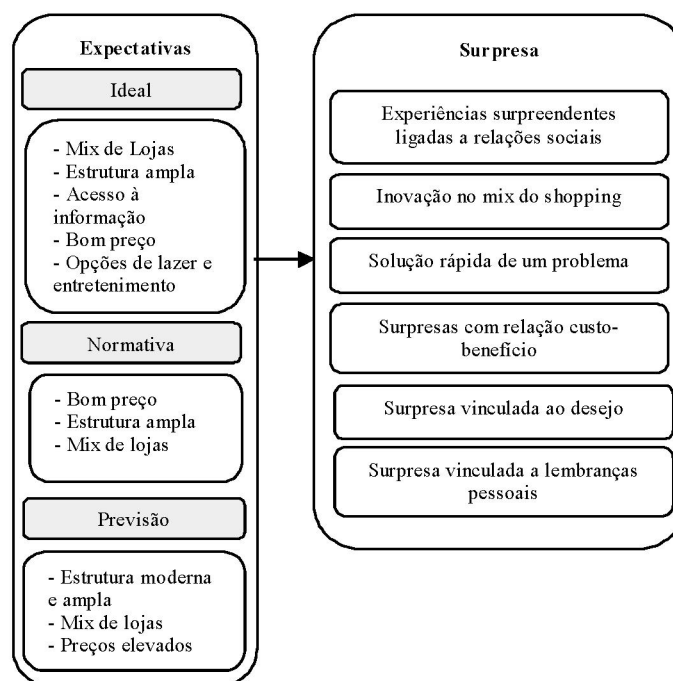 Expectativas
Ideal
- Mix de Lojas
- Estrutura ampla
- Acesso à
informação
- Bom preço
- Opções de lazer e
entretenimento
Normativa
- Bom preço
- Estrutura ampla
- Mix de lojas
Previsão
- Estrutura moderna
e ampla
- Mix de lojas
- Preços elevados
Surpresa
Experiências surpreendentes
ligadas a relações sociais
Inovação no mix do shopping
Solução rápida de um problema
Surpresas com relação custo-
benefício
Surpresa vinculada ao desejo
Surpresa vinculada a lembranças
pessoais